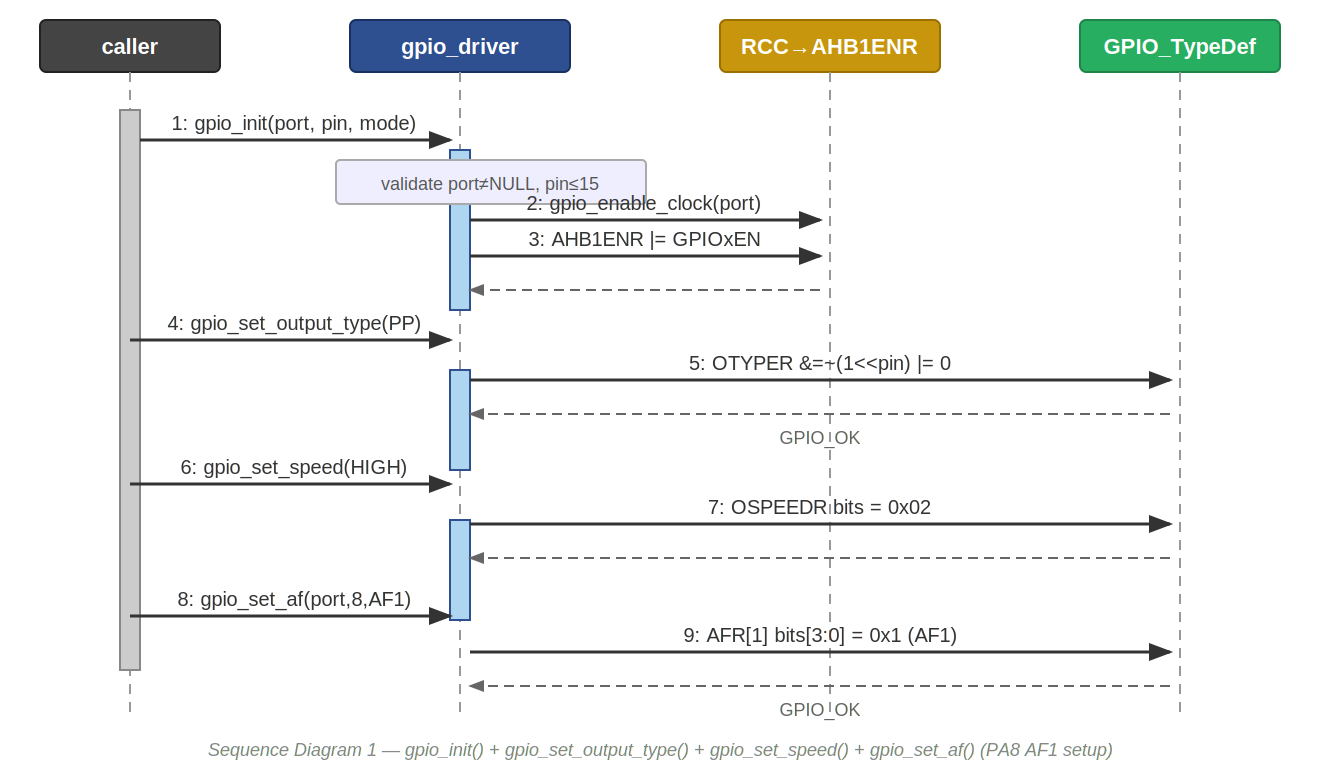 caller
gpio_driver
RCC→AHB1ENR
GPIO_TypeDef
1: gpio_init(port, pin, mode)
validate port≠NULL, pin≤15
2: gpio_enable_clock(port)
3: AHB1ENR |= GPIOxEN
4: gpio_set_output_type(PP)
5: OTYPER &=~(1<<pin) |= 0
GPIO_OK
6: gpio_set_speed(HIGH)
7: OSPEEDR bits = 0x02
8: gpio_set_af(port,8,AF1)
9: AFR[1] bits[3:0] = 0x1 (AF1)
GPIO_OK
Sequence Diagram 1 — gpio_init() + gpio_set_output_type() + gpio_set_speed() + gpio_set_af() (PA8 AF1 setup)